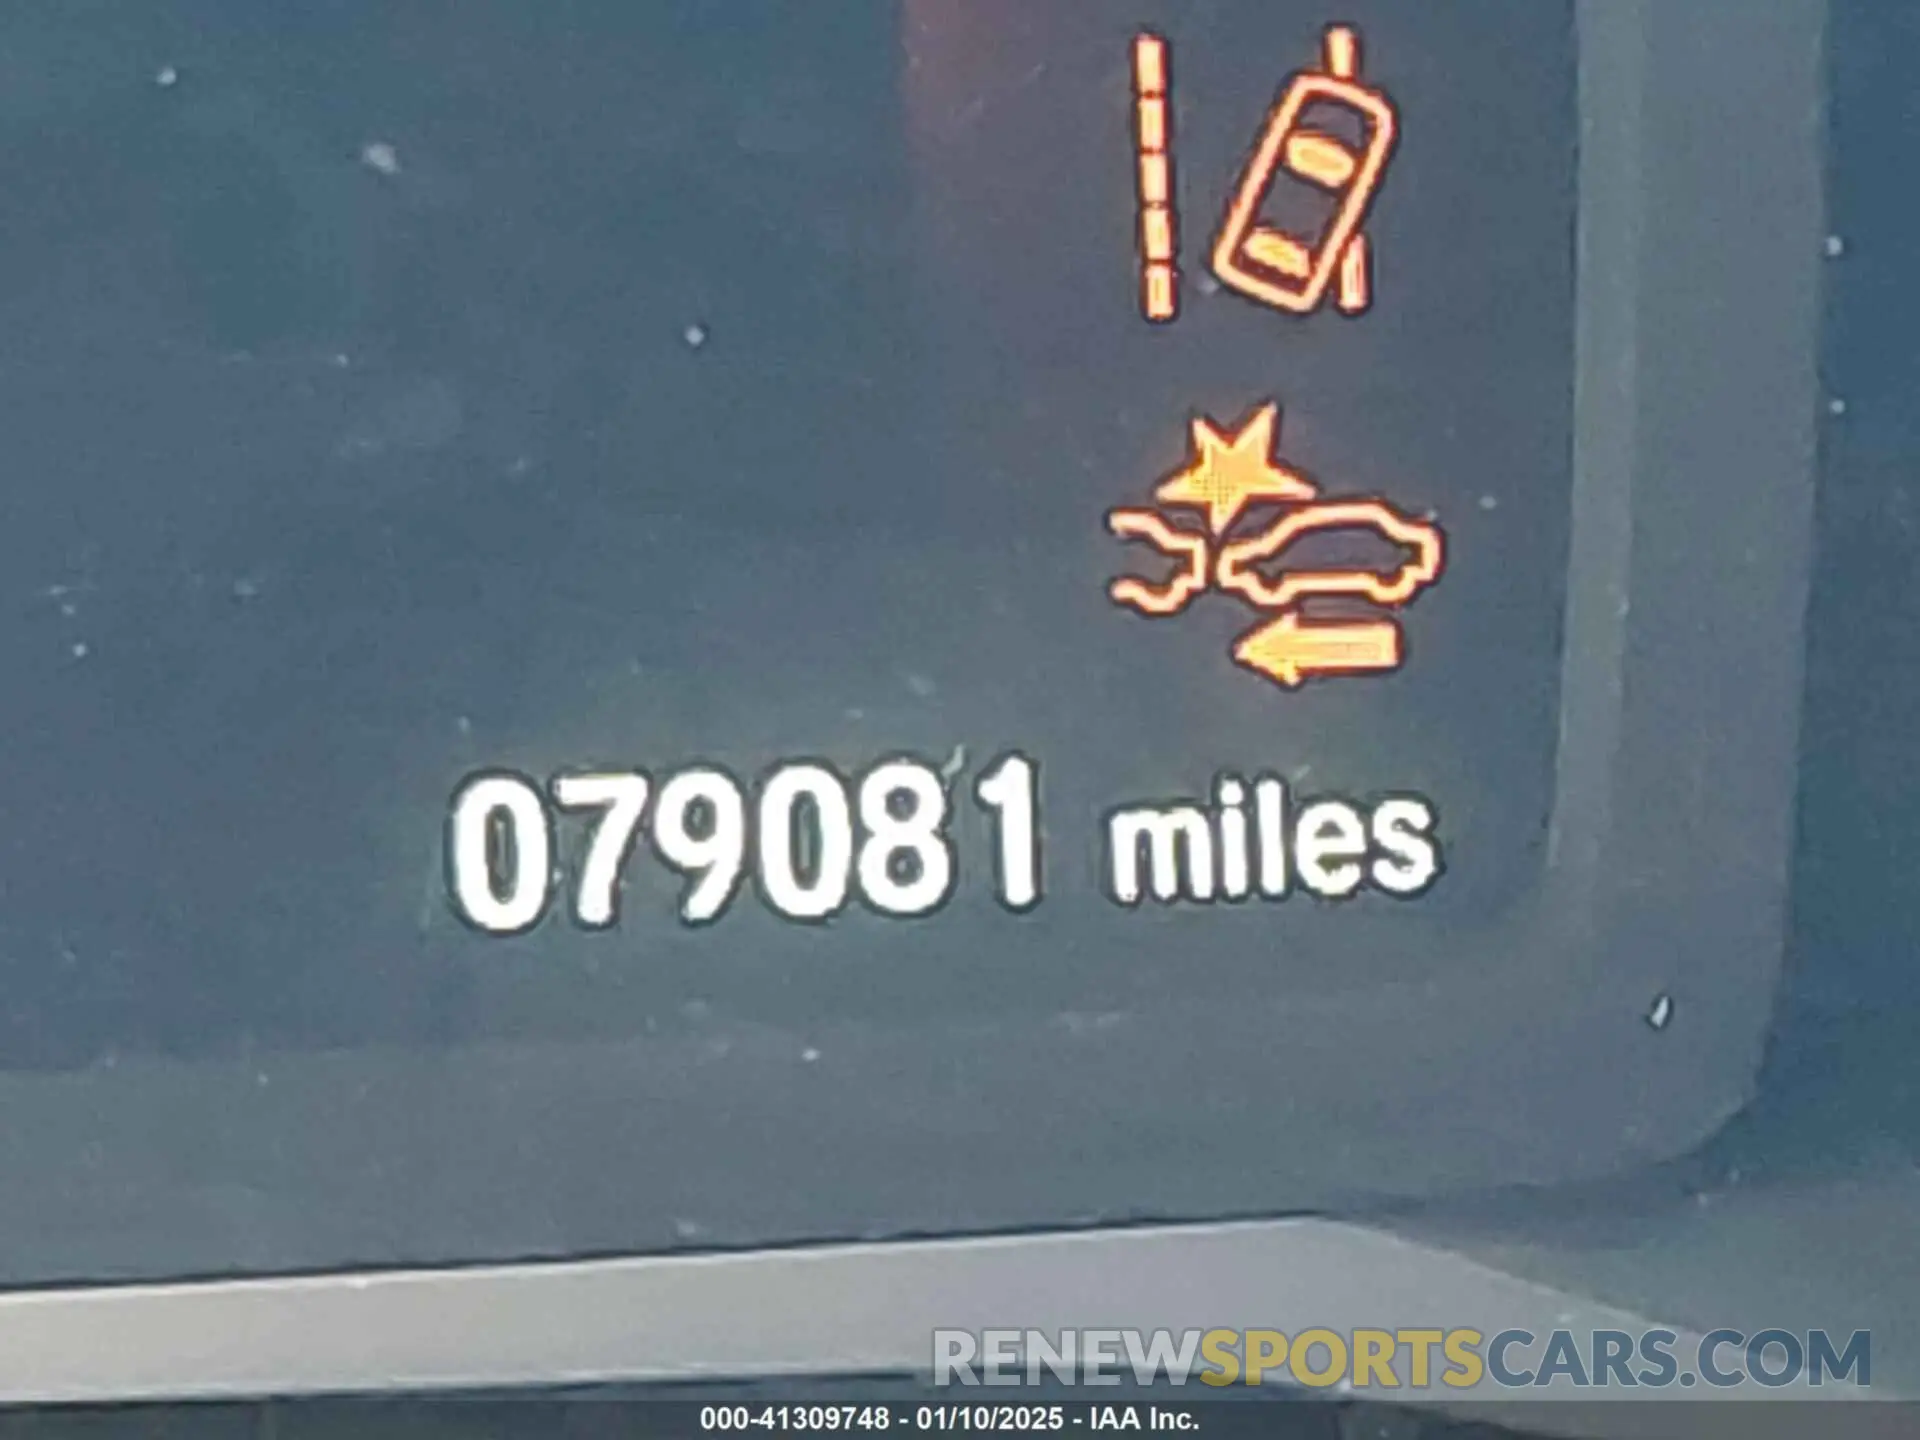 079081 miles
RENEWSPORTSCARS.COM
000-41309748 - 01/10/2025 - IAA Inc.